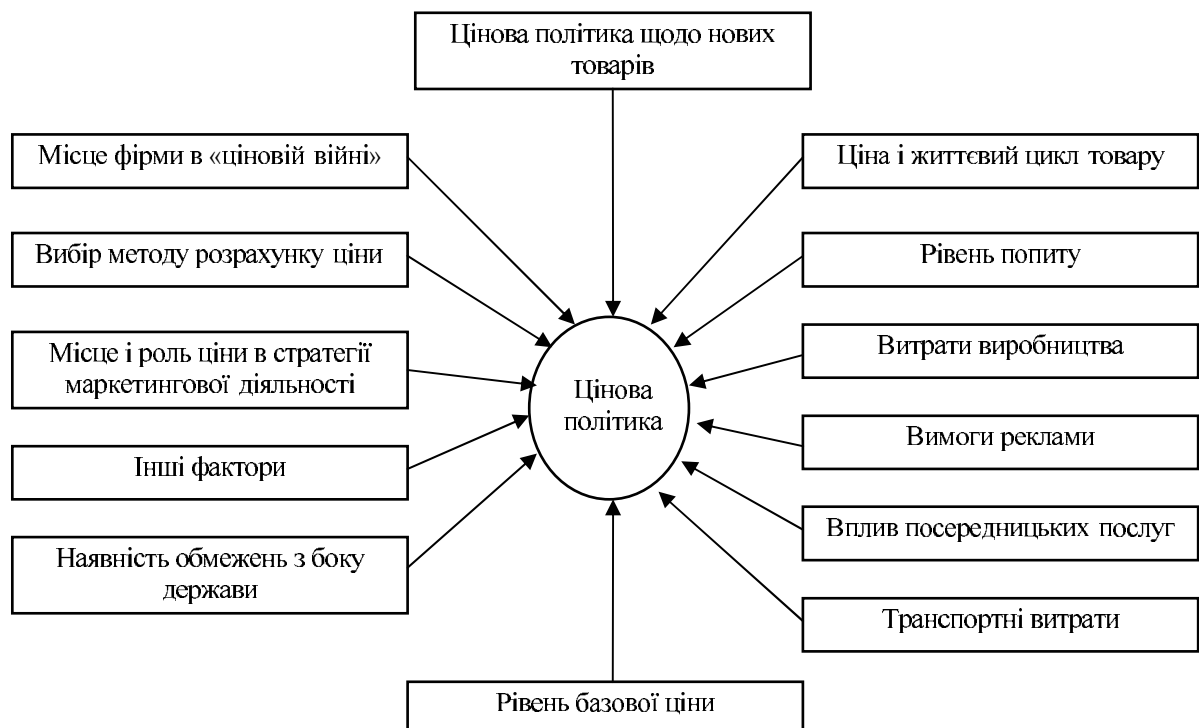 Цінова політика щодо нових
товарів
Місце фірми в «ціновій війні»
Ціна і життєвий цикл товару
Вибір методу розрахунку ціни
Рівень попиту
Місце і роль ціни в стратегії
маркетингової діяльності
Витрати виробництва
Цінова
політика
Вимоги реклами
Інші фактори
Вплив посередницьких послуг
Наявність обмежень з боку
держави
Транспортні витрати
Рівень базової ціни